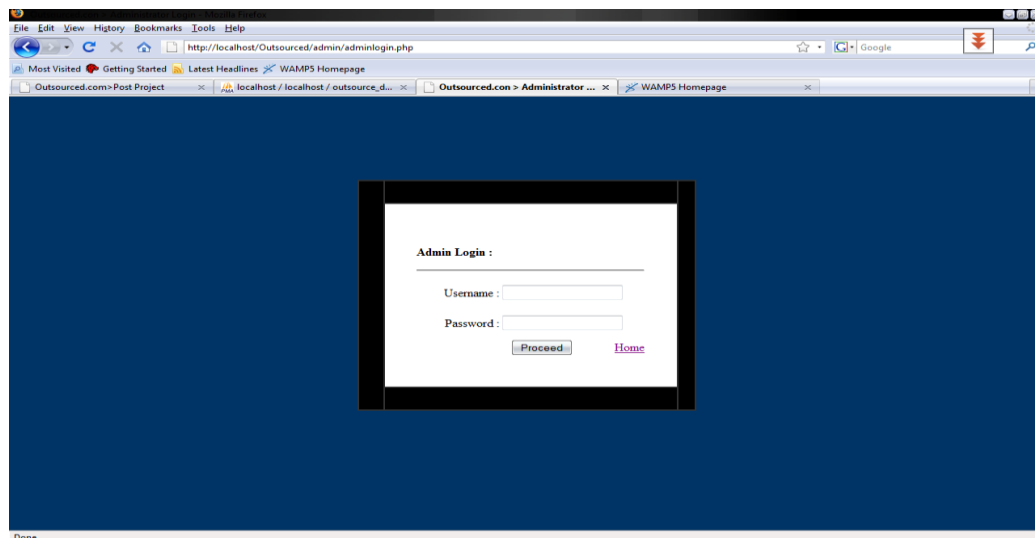 File Edit View History Bookmarks Tools Help
http://localhost/Outsourced/admin/adminlogin.php
Google
Most Visited Getting Started Latest Headlines WAMP5 Homepage
Outsourced.com>Post Project localhost / localhost / outsource_d... Outsourced.con > Administrator ... WAMP5 Homepage
Admin Login :
Username :
Password :
Proceed Home
Done